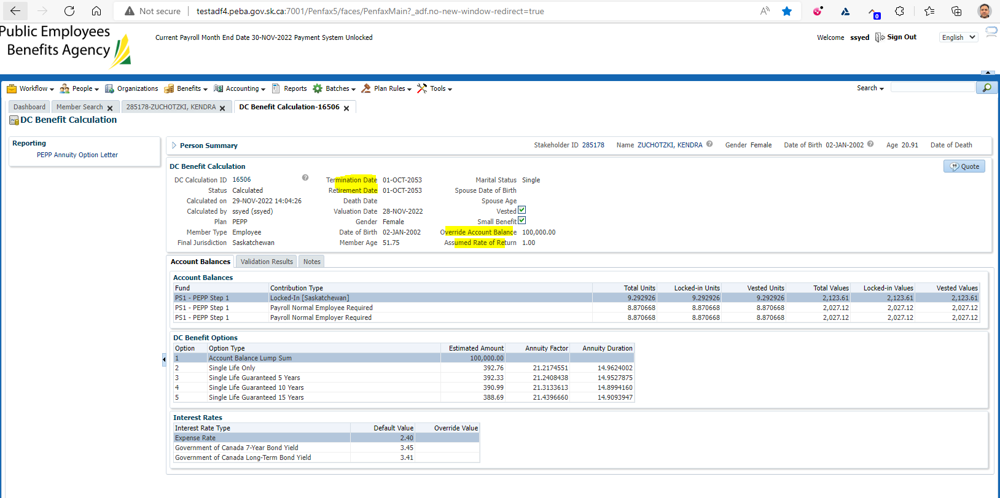 Not secure testadf4.peba.gov.sk.ca:7001/Penfax5/faces/PenfaxMain?_adf.no-new-window-redirect=true A 0
Public Employees
Benefits Agency
Current Payroll Month End Date 30-NOV-2022 Payment System Unlocked
Welcome ssyed Sign Out English
Workflow People Organizations Benefits Accounting Reports Batches Plan Rules Tools Search
Dashboard Member Search 285178-ZUCHOTZKI, KENDRA DC Benefit Calculation-16506
DC Benefit Calculation
Reporting
PEPP Annuity Option Letter
Person Summary Stakeholder ID 285178 Name ZUCHOTZKI, KENDRA Gender Female Date of Birth 02-JAN-2002 Age 20.91 Date of Death
DC Benefit Calculation Quote
DC Calculation ID 16506 Termination Date 01-OCT-2053 Marital Status Single
Status Calculated Retirement Date 01-OCT-2053 Spouse Date of Birth
Calculated on 29-NOV-2022 14:04:26 Death Date Spouse Age
Calculated by ssyed (ssyed) Valuation Date 28-NOV-2022 Vested
Plan PEPP Gender Female Small Benefit
Member Type Employee Date of Birth 02-JAN-2002 Override Account Balance 100,000.00
Final Jurisdiction Saskatchewan Member Age 51.75 Assumed Rate of Return 1.00
Account Balances Validation Results Notes
Account Balances
Fund Contribution Type Total Units Locked-in Units Vested Units Total Values Locked-in Values Vested Values
PS1 - PEPP Step 1 Locked-In [Saskatchewan] 9.292926 9.292926 9.292926 2,123.61 2,123.61 2,123.61
PS1 - PEPP Step 1 Payroll Normal Employee Required 8.870668 8.870668 8.870668 2,027.12 2,027.12 2,027.12
PS1 - PEPP Step 1 Payroll Normal Employer Required 8.870668 8.870668 8.870668 2,027.12 2,027.12 2,027.12
DC Benefit Options
Option Option Type Estimated Amount Annuity Factor Annuity Duration
1 Account Balance Lump Sum 100,000.00
2 Single Life Only 392.76 21.2174551 14.9624002
3 Single Life Guaranteed 5 Years 392.33 21.2408438 14.9527875
4 Single Life Guaranteed 10 Years 390.99 21.3133613 14.8994160
5 Single Life Guaranteed 15 Years 388.69 21.4396660 14.9093947
Interest Rates
Interest Rate Type Default Value Override Value
Expense Rate 2.40
Government of Canada 7-Year Bond Yield 3.45
Government of Canada Long-Term Bond Yield 3.41